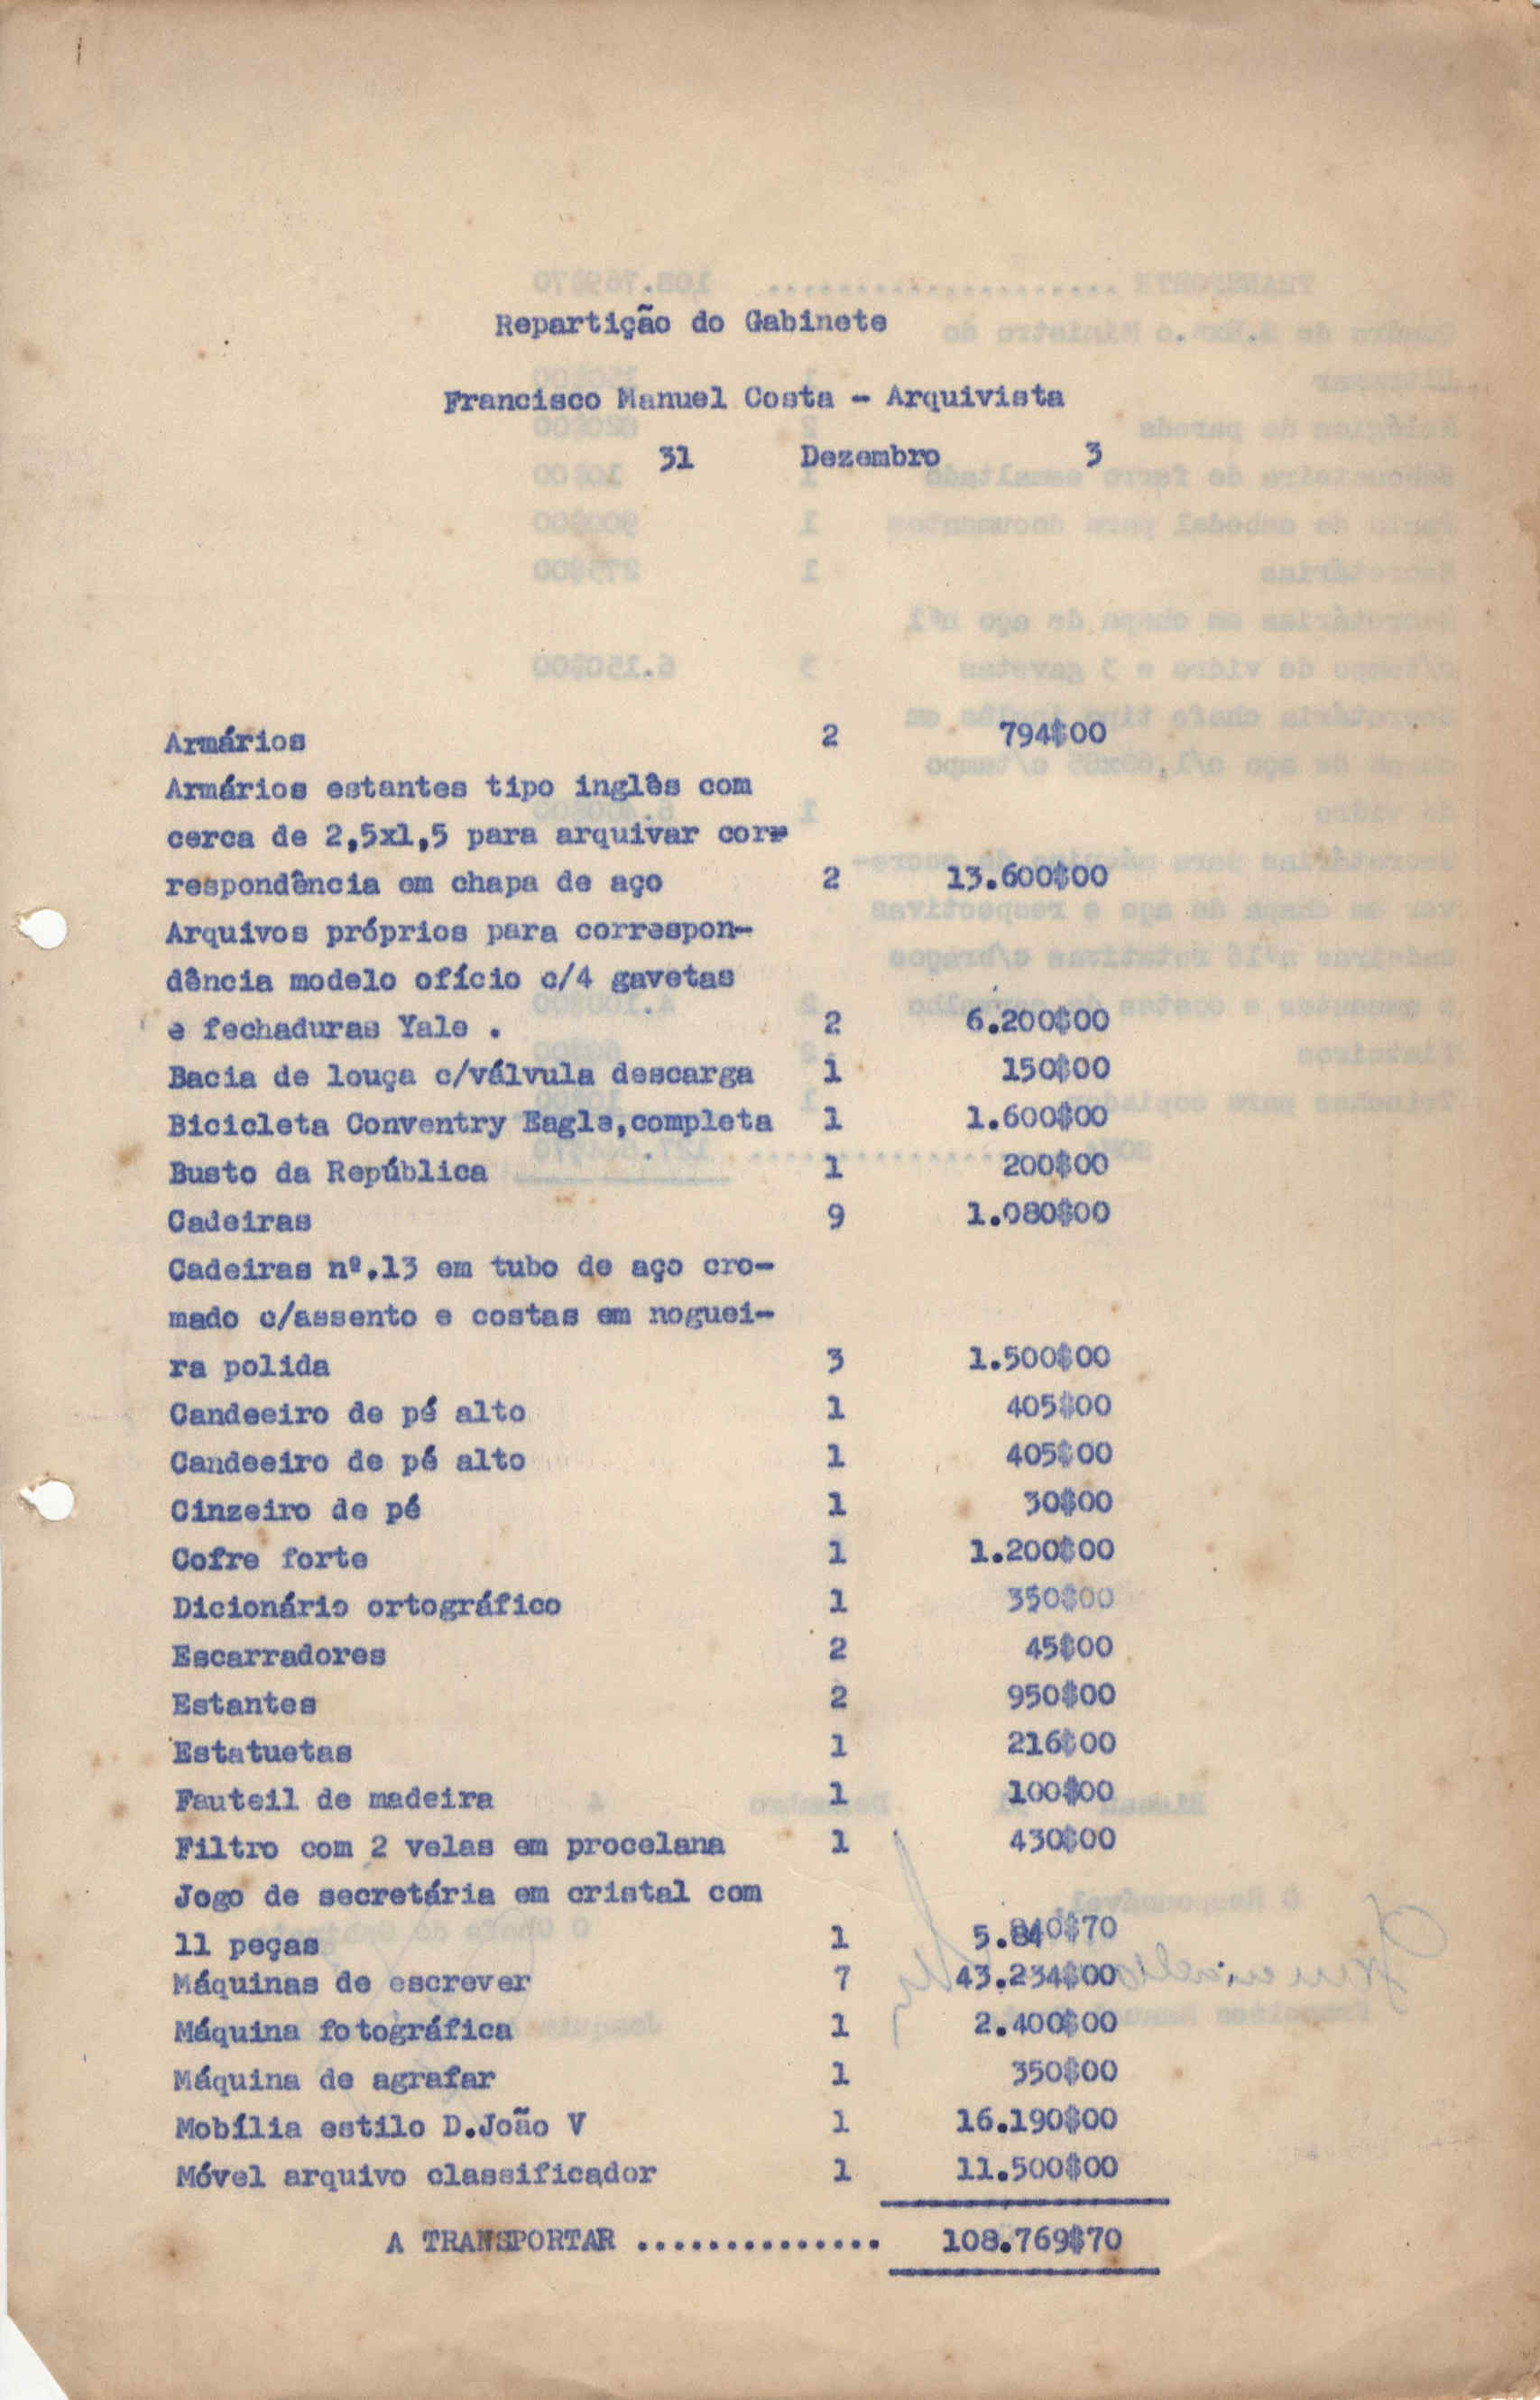 Repartição do Gabinete
Francisco Manuel Costa - Arquivista
31 Dezembro 3
Armários 2 794$00
Armários estantes tipo inglês com
cerca de 2,5x1,5 para arquivar cor-
respondência em chapa de aço 2 13.600$00
Arquivos próprios para correspon-
dência modelo ofício c/4 gavetas
e fechaduras Yale . 2 6.200$00
Bacia de louça c/válvula descarga 1 150$00
Bicicleta Conventry Eagle,completa 1 1.600$00
Busto da República 1 200$00
Cadeiras 9 1.080$00
Cadeiras nº.13 em tubo de aço cro-
mado c/assento e costas em noguei-
ra polida 3 1.500$00
Candeeiro de pé alto 1 405$00
Candeeiro de pé alto 1 405$00
Cinzeiro de pé 1 30$00
Cofre forte 1 1.200$00
Dicionário ortográfico 1 350$00
Escarradores 2 45$00
Estantes 2 950$00
Estatuetas 1 216$00
Fauteil de madeira 1 100$00
Filtro com 2 velas em procelana 1 430$00
Jogo de secretária em cristal com
11 peças 1 5.840$70
Máquinas de escrever 7 43.234$00
Máquina fotográfica 1 2.400$00
Máquina de agrafar 1 350$00
Mobília estilo D.João V 1 16.190$00
Móvel arquivo classificador 1 11.500$00
A TRANSPORTAR .............. 108.769$70